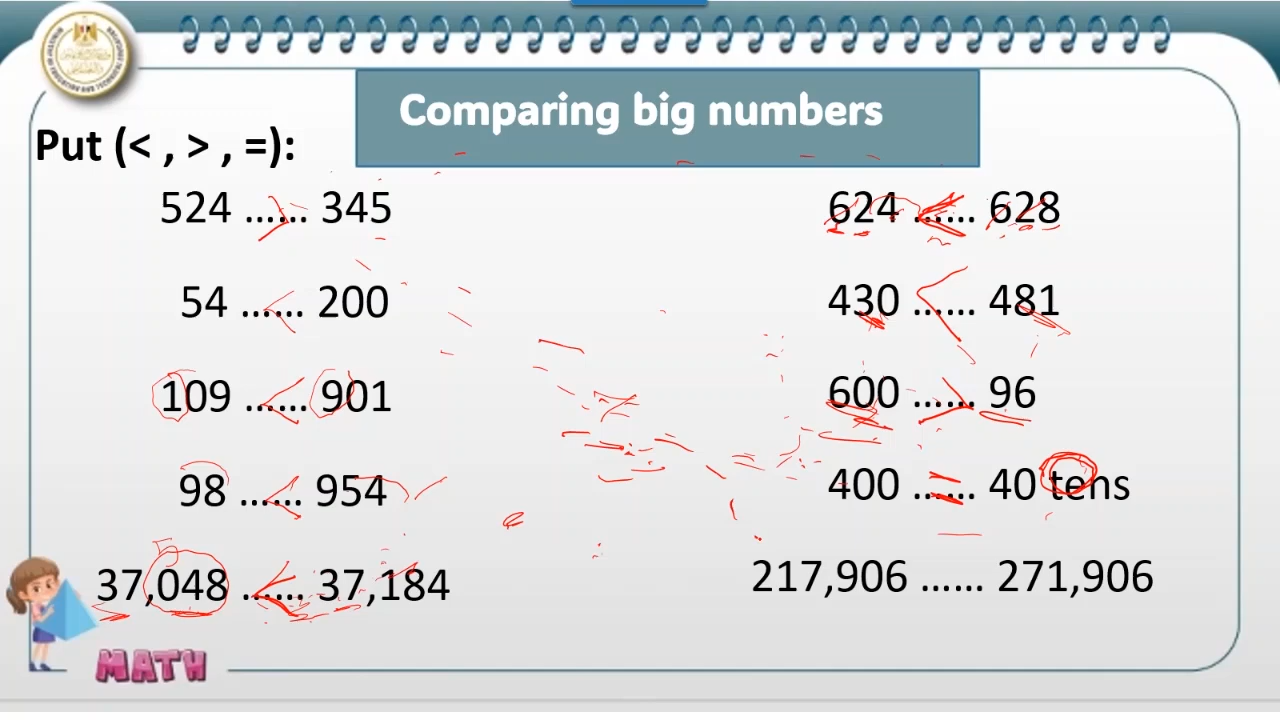 Comparing big numbers
Put (< , > , =):
524 ...>... 345
54 ...<... 200
109 ...<... 901
98 ...<... 954
37,048 ...<... 37,184
624 ...<... 628
430 ...<... 481
600 ...>... 96
400 ...=... 40 tens
217,906 ...... 271,906
MATH